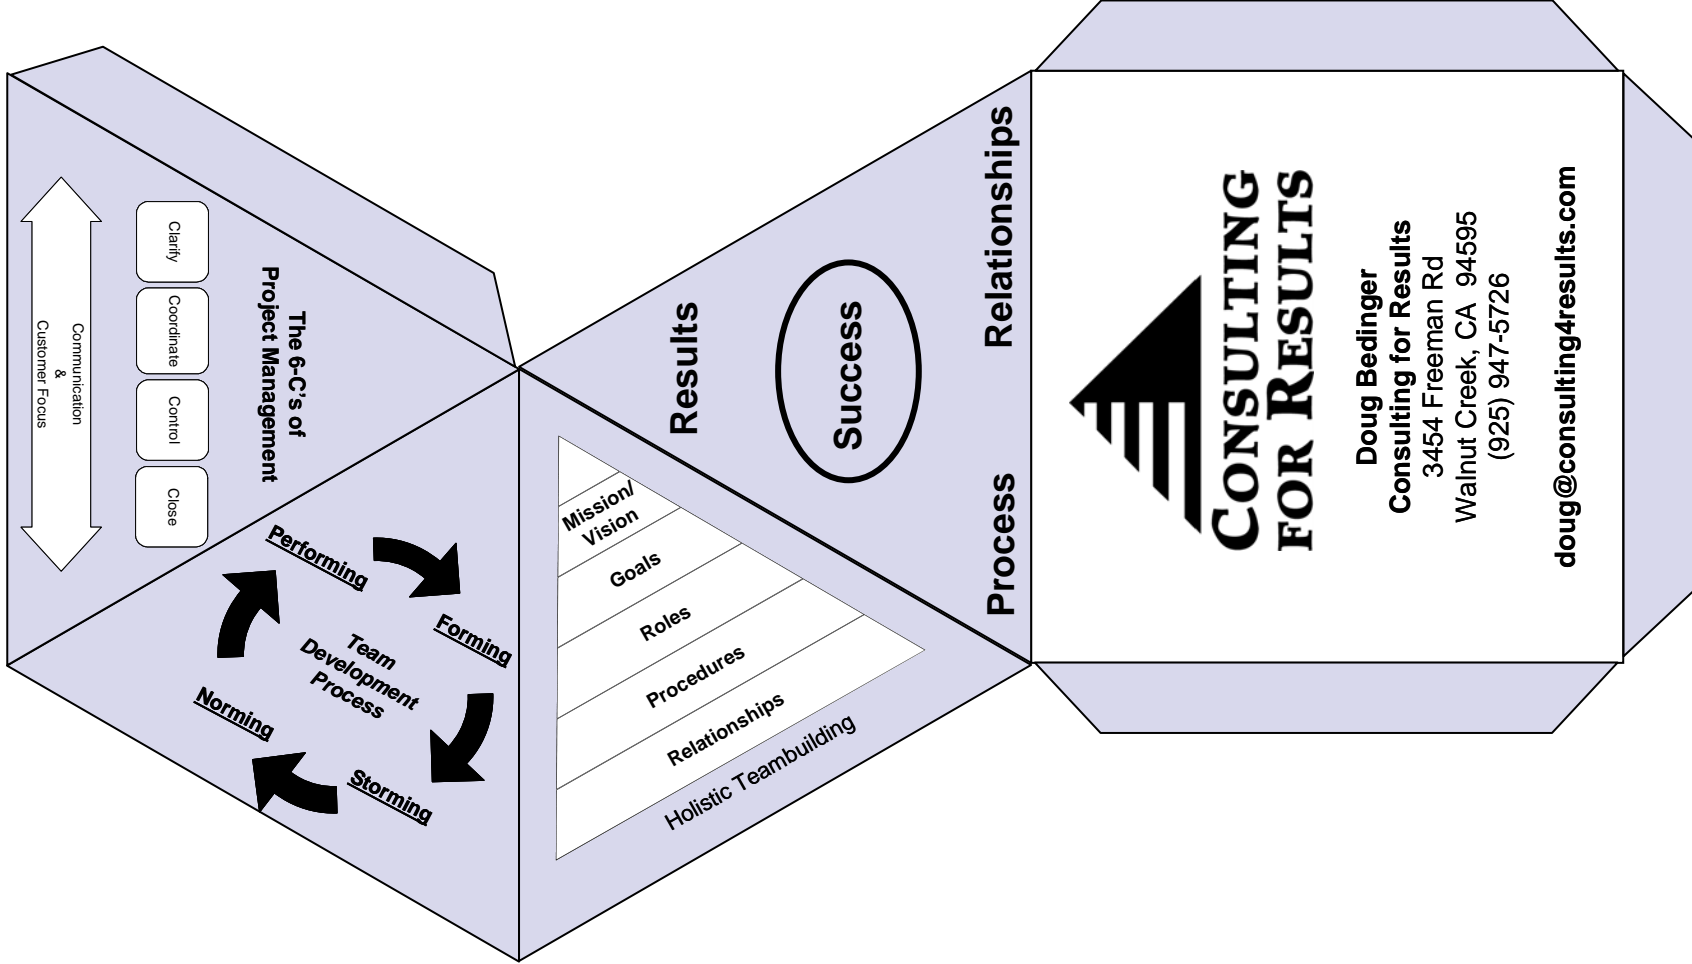 The 6-C's of
Project Management
Clarify
Coordinate
Control
Close
Communication
&
Customer Focus
Performing
Forming
Storming
Norming
Team
Development
Process
Mission/
Vision
Goals
Roles
Procedures
Relationships
Holistic Teambuilding
Results
Success
Process
Relationships
CONSULTING
FOR RESULTS
Doug Bedinger
Consulting for Results
3454 Freeman Rd
Walnut Creek, CA 94595
(925) 947-5726
doug@consulting4results.com